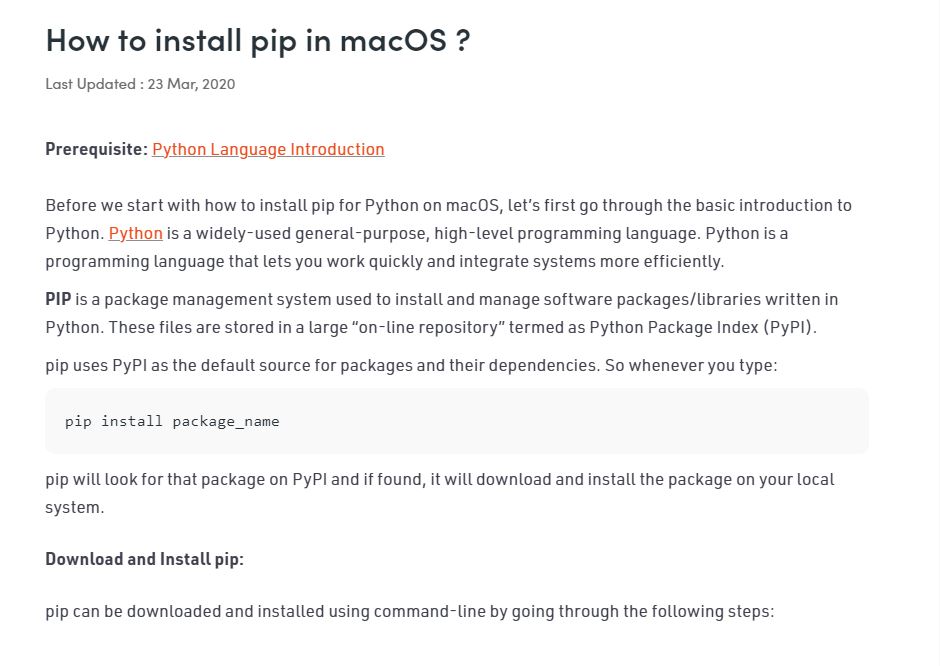 How to install pip in macOS ?
Last Updated : 23 Mar, 2020
Prerequisite: Python Language Introduction
Before we start with how to install pip for Python on macOS, let’s first go through the basic introduction to
Python. Python is a widely-used general-purpose, high-level programming language. Python is a
programming language that lets you work quickly and integrate systems more efficiently.
PIP is a package management system used to install and manage software packages/libraries written in
Python. These files are stored in a large “on-line repository” termed as Python Package Index (PyPI).
pip uses PyPI as the default source for packages and their dependencies. So whenever you type:
pip install package_name
pip will look for that package on PyPI and if found, it will download and install the package on your local
system.
Download and Install pip:
pip can be downloaded and installed using command-line by going through the following steps: